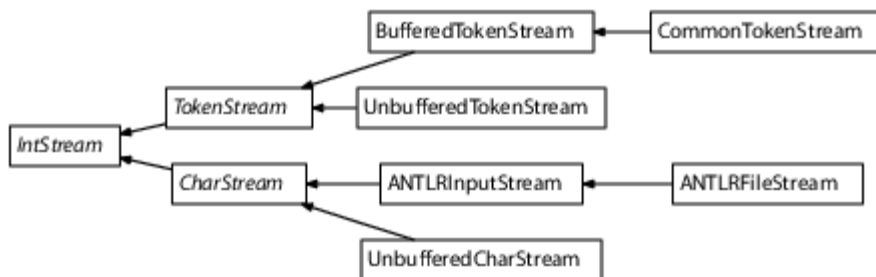 BufferedTokenStream CommonTokenStream
TokenStream UnbufferedTokenStream
IntStream
CharStream ANTLRInputStream ANTLRFileStream
UnbufferedCharStream